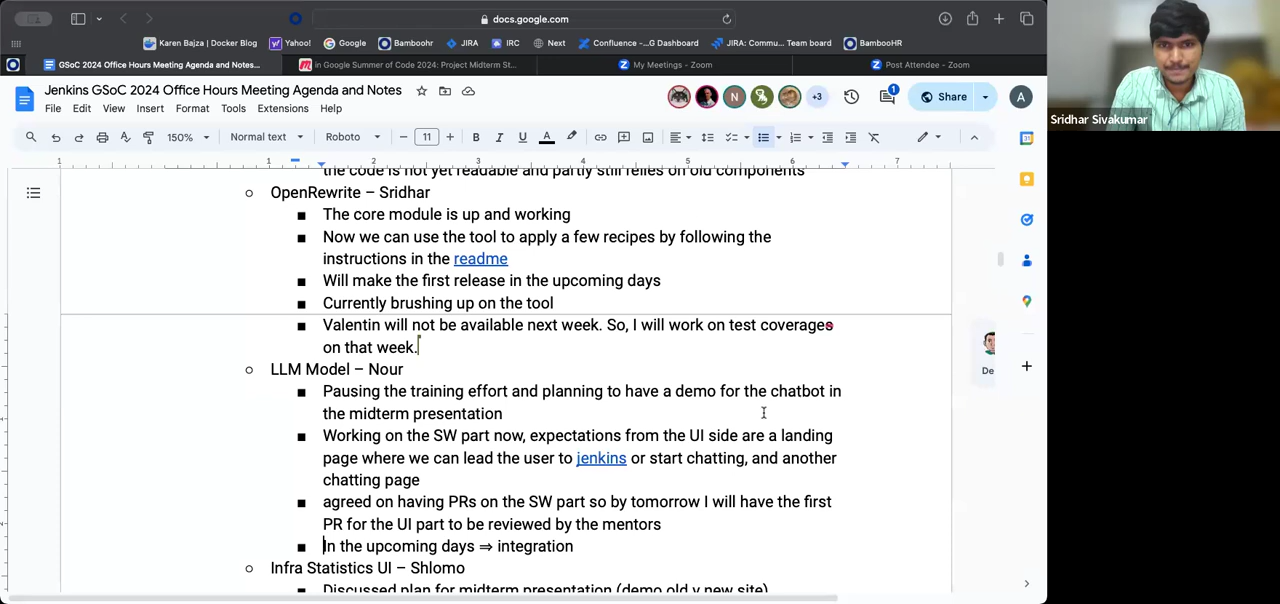 docs.google.com
Karen Bajza | Docker Blog
Yahoo!
Google
Bamboohr
JIRA
IRC
Next
Confluence ...G Dashboard
JIRA: Commu... Team board
BambooHR
GSoC 2024 Office Hours Meeting Agenda and Notes...
in Google Summer of Code 2024: Project Midterm St...
My Meetings - Zoom
Post Attendee - Zoom
Jenkins GSoC 2024 Office Hours Meeting Agenda and Notes
File Edit View Insert Format Tools Extensions Help
N
+3
1
Share
A
150%
Normal text
Roboto
11
B I U A
1 1 2 3 4 5 6 7
the code is not yet readable and partly still relies on old components
OpenRewrite – Sridhar
The core module is up and working
Now we can use the tool to apply a few recipes by following the
instructions in the readme
Will make the first release in the upcoming days
Currently brushing up on the tool
Valentin will not be available next week. So, I will work on test coverages
on that week.
LLM Model – Nour
Pausing the training effort and planning to have a demo for the chatbot in
the midterm presentation
Working on the SW part now, expectations from the UI side are a landing
page where we can lead the user to jenkins or start chatting, and another
chatting page
agreed on having PRs on the SW part so by tomorrow I will have the first
PR for the UI part to be reviewed by the mentors
In the upcoming days ⇒ integration
Infra Statistics UI – Shlomo
Discussed plan for midterm presentation (demo old v new site)
De
Sridhar Sivakumar